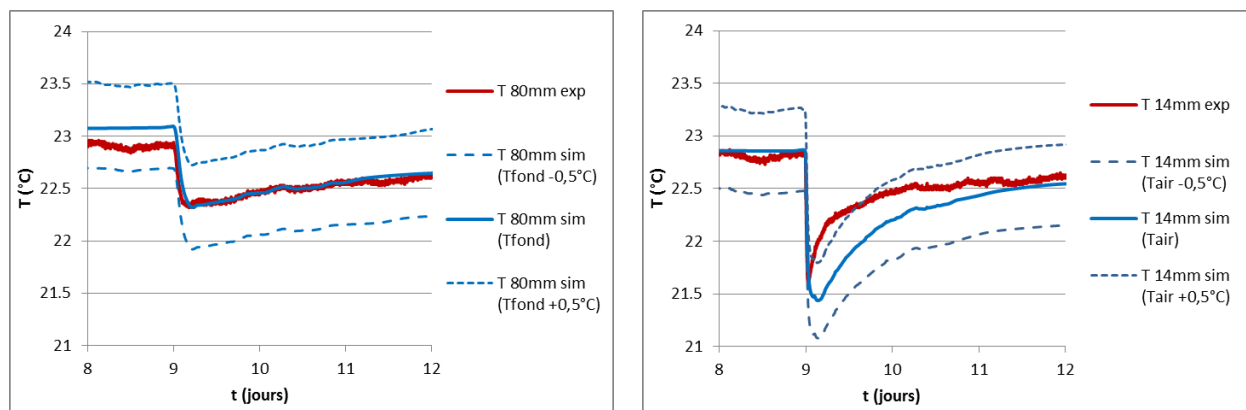 24
23.5
23
22.5
22
21.5
21
T (°C)
8
9
10
11
12
t (jours)
T 80mm exp
T 80mm sim
(Tfond -0,5°C)
T 80mm sim
(Tfond)
T 80mm sim
(Tfond +0,5°C)
24
23.5
23
22.5
22
21.5
21
T (°C)
8
9
10
11
12
t (jours)
T 14mm exp
T 14mm sim
(Tair -0,5°C)
T 14mm sim
(Tair)
T 14mm sim
(Tair +0,5°C)